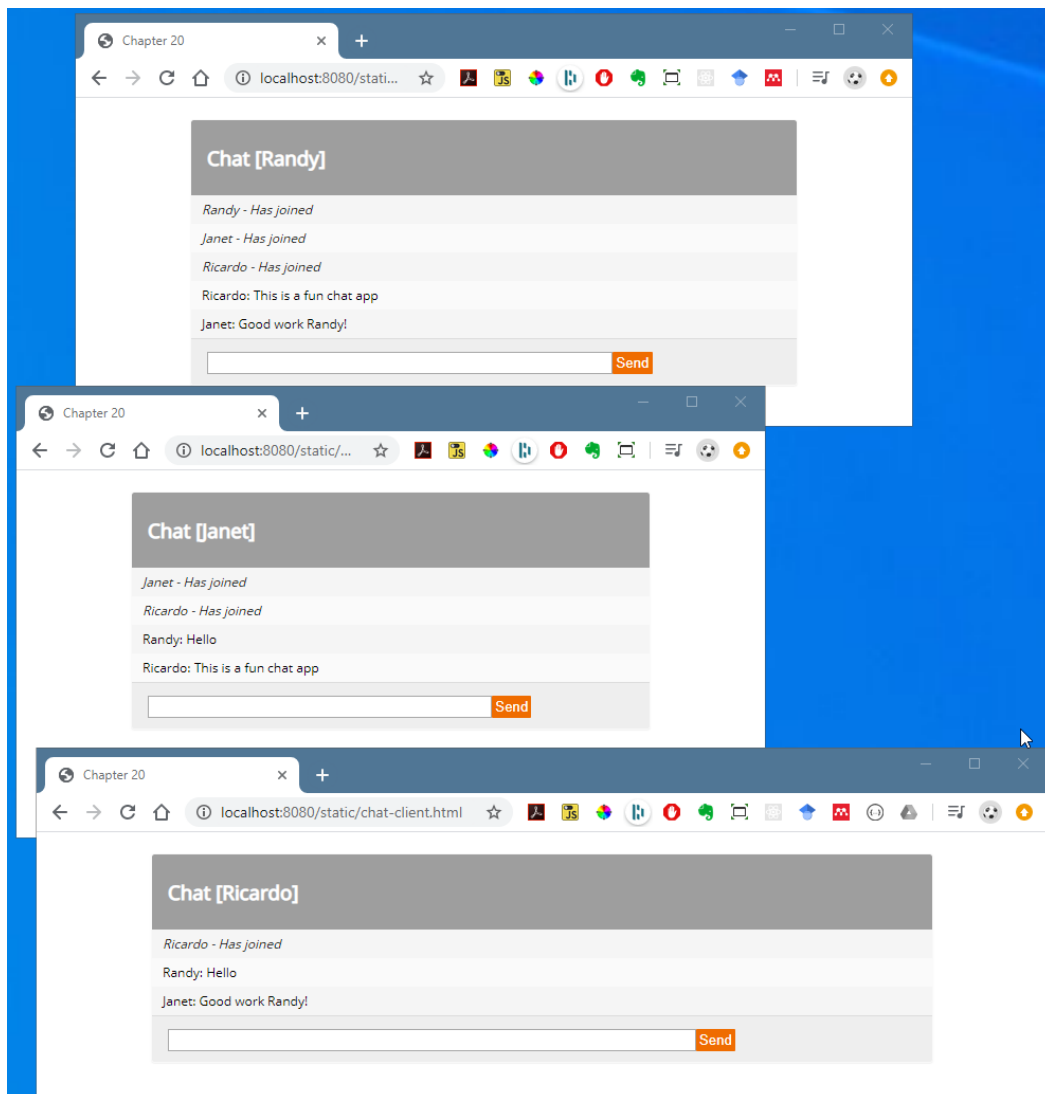 Chapter 20
localhost:8080/stati...
JS
Chat [Randy]
Randy - Has joined
Janet - Has joined
Ricardo - Has joined
Ricardo: This is a fun chat app
Janet: Good work Randy!
Send
Chapter 20
localhost:8080/static/...
JS
Chat [Janet]
Janet - Has joined
Ricardo - Has joined
Randy: Hello
Ricardo: This is a fun chat app
Send
Chapter 20
localhost:8080/static/chat-client.html
JS
Chat [Ricardo]
Ricardo - Has joined
Randy: Hello
Janet: Good work Randy!
Send